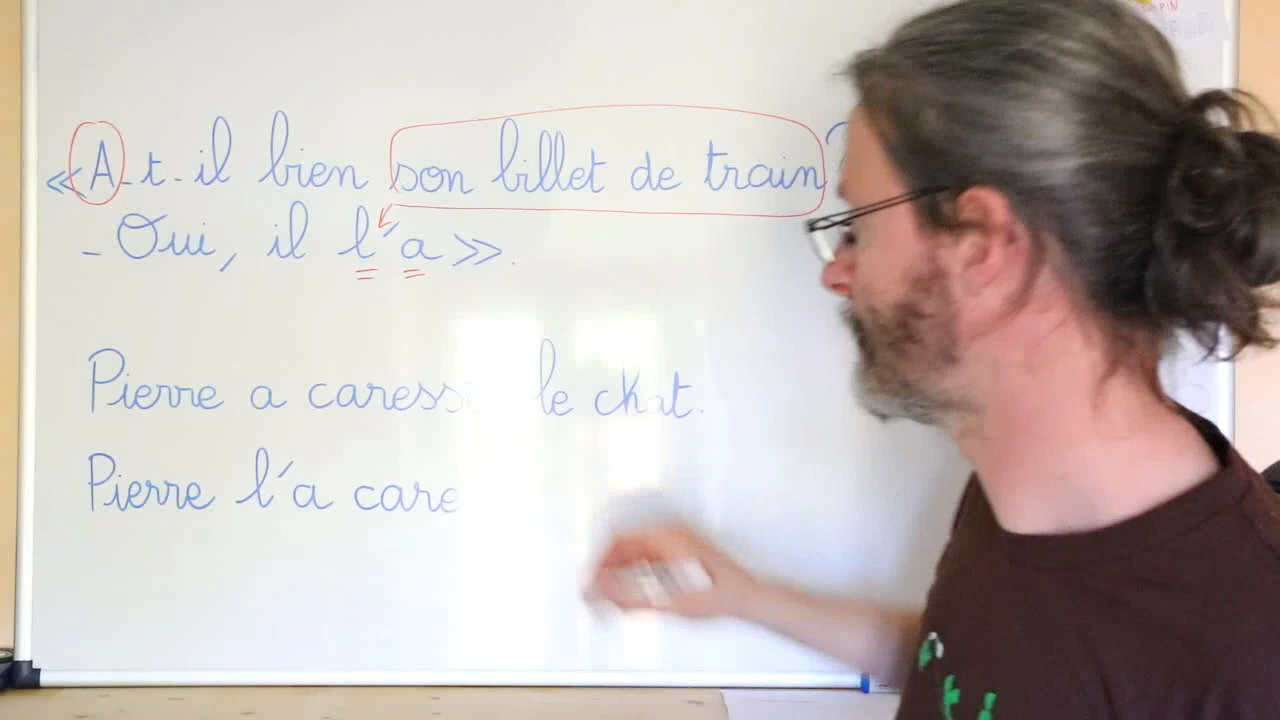 « A-t-il bien son billet de train ?
- Oui, il l'a ».
Pierre a caress le chat.
Pierre l'a care